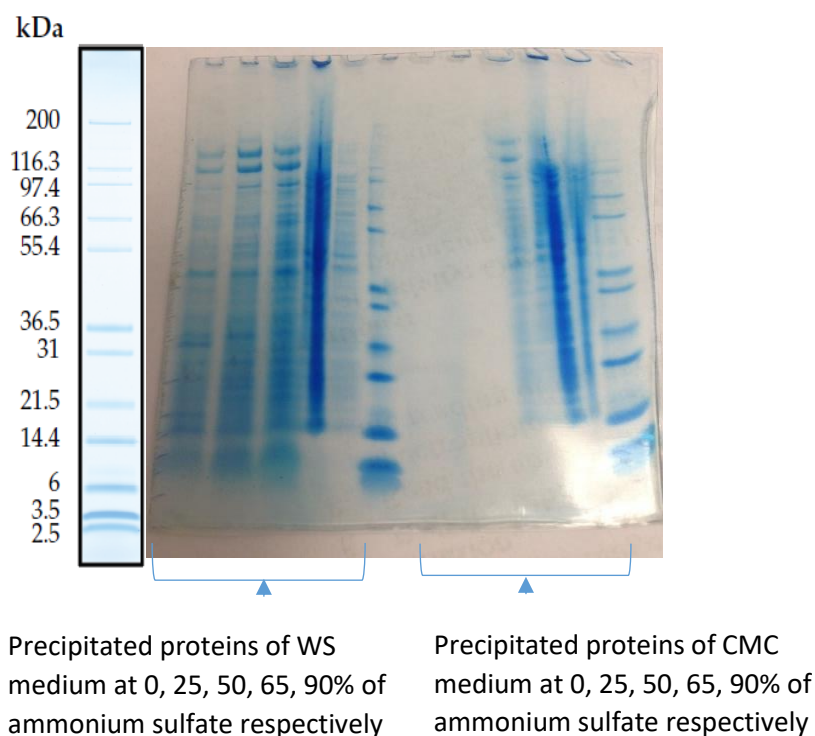 kDa
200
116.3
97.4
66.3
55.4
36.5
31
21.5
14.4
6
3.5
2.5
Precipitated proteins of WS
medium at 0, 25, 50, 65, 90% of
ammonium sulfate respectively
Precipitated proteins of CMC
medium at 0, 25, 50, 65, 90% of
ammonium sulfate respectively